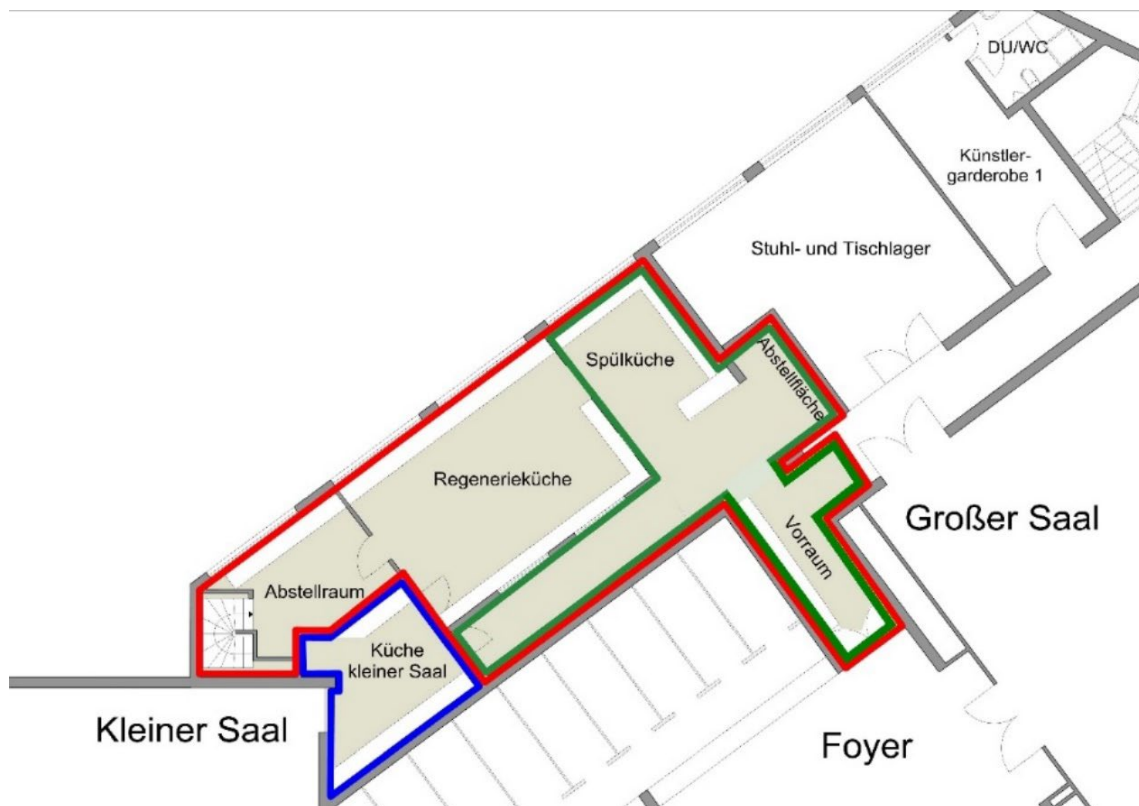 DU/WC
Künstler-
garderobe 1
Stuhl- und Tischlager
Spülküche
Abstellfläche
Regenerieküche
Großer Saal
Vorraum
Abstellraum
Küche
kleiner Saal
Kleiner Saal
Foyer